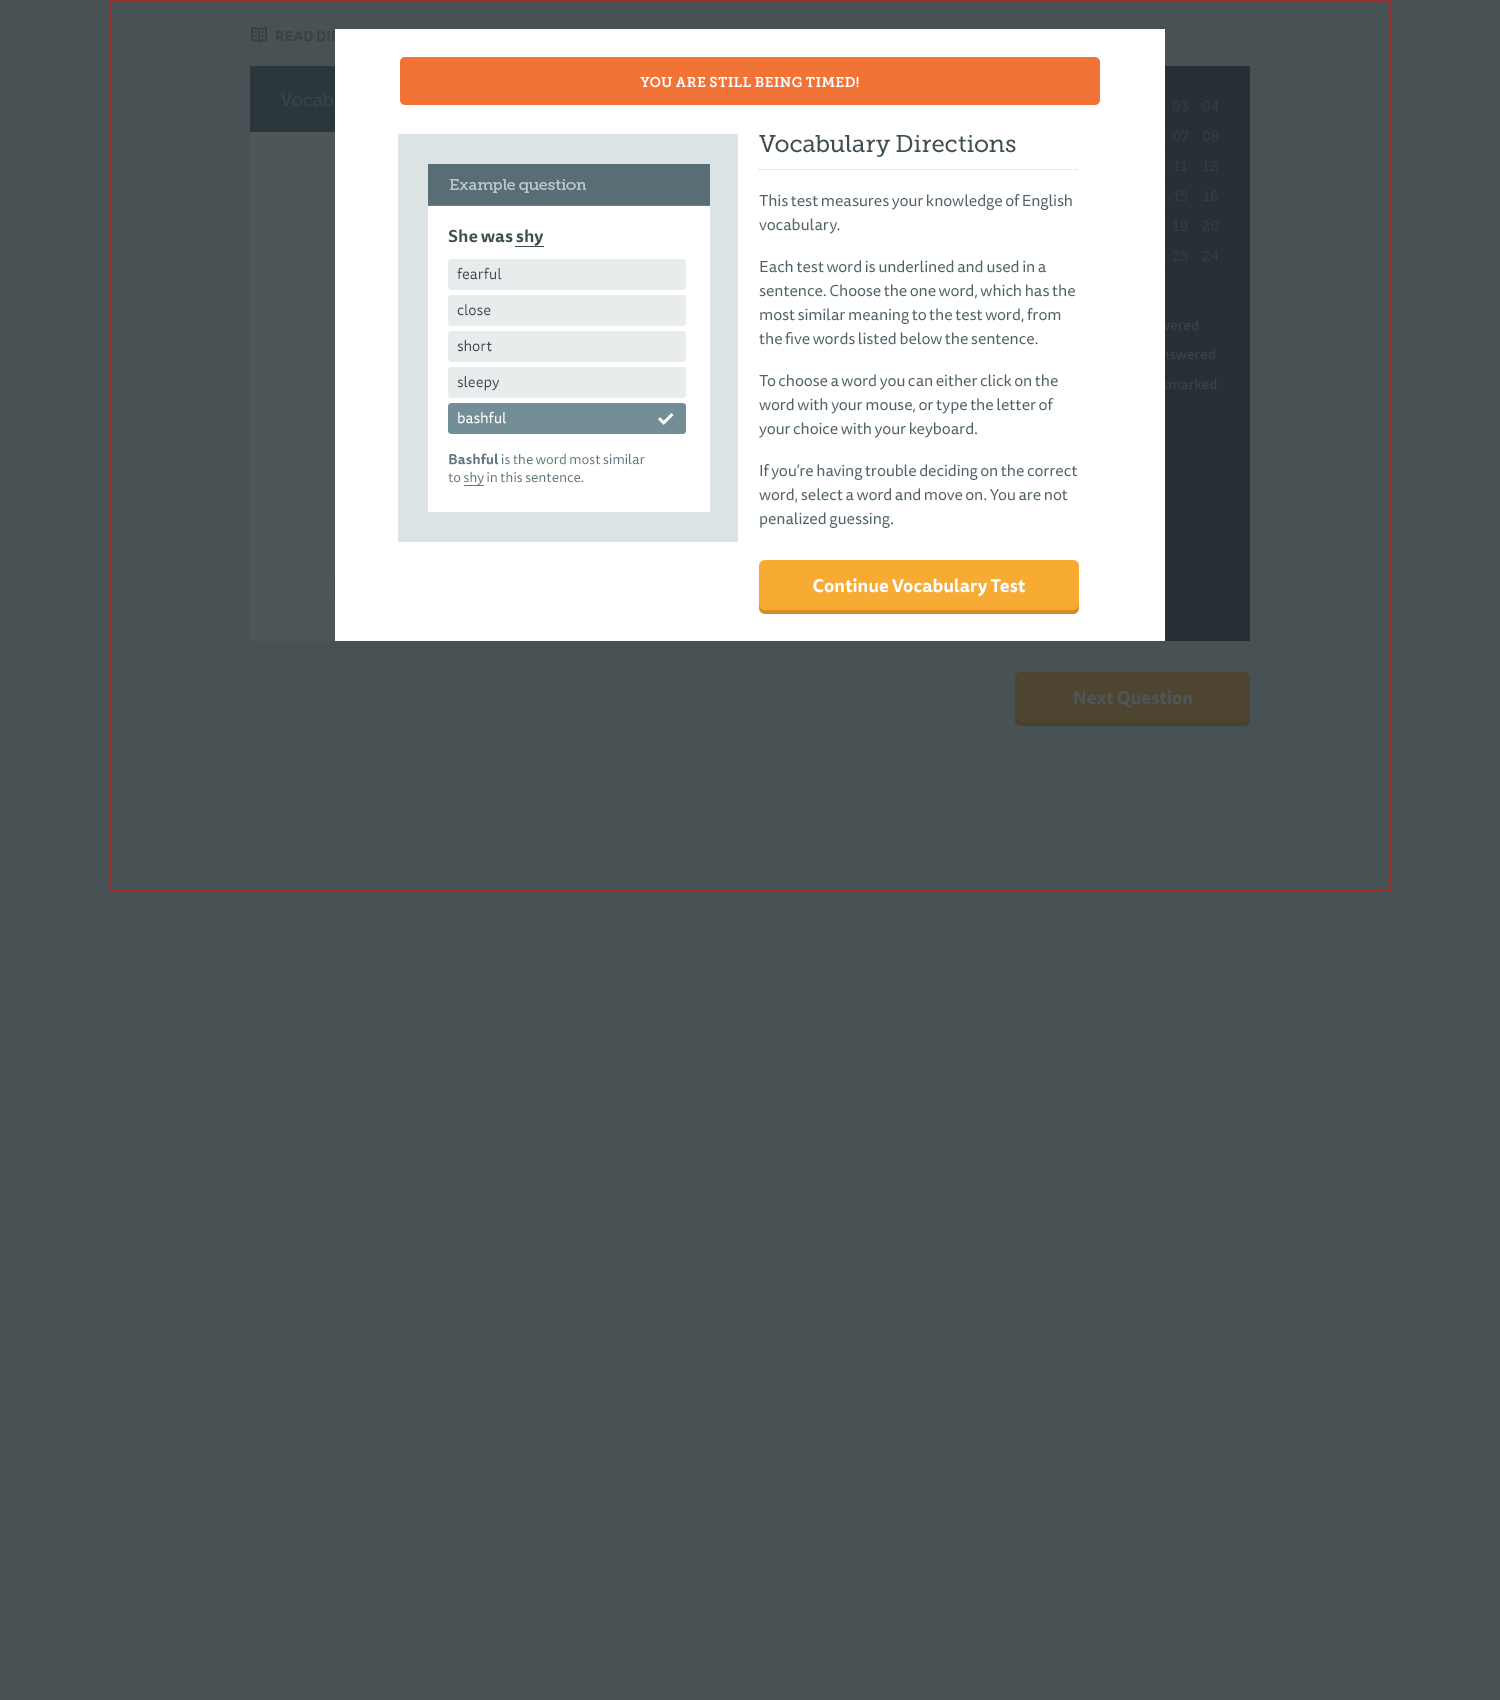 READ DI
YOU ARE STILL BEING TIMED!
Vocab
Example question
She was shy
fearful
close
short
sleepy
bashful
Bashful is the word most similar
to shy in this sentence.
Vocabulary Directions
This test measures your knowledge of English
vocabulary.
Each test word is underlined and used in a
sentence. Choose the one word, which has the
most similar meaning to the test word, from
the five words listed below the sentence.
To choose a word you can either click on the
word with your mouse, or type the letter of
your choice with your keyboard.
If you're having trouble deciding on the correct
word, select a word and move on. You are not
penalized guessing.
Continue Vocabulary Test
03 04
07 08
11 12
15 16
19 20
23 24
vered
nswered
kmarked
Next Question